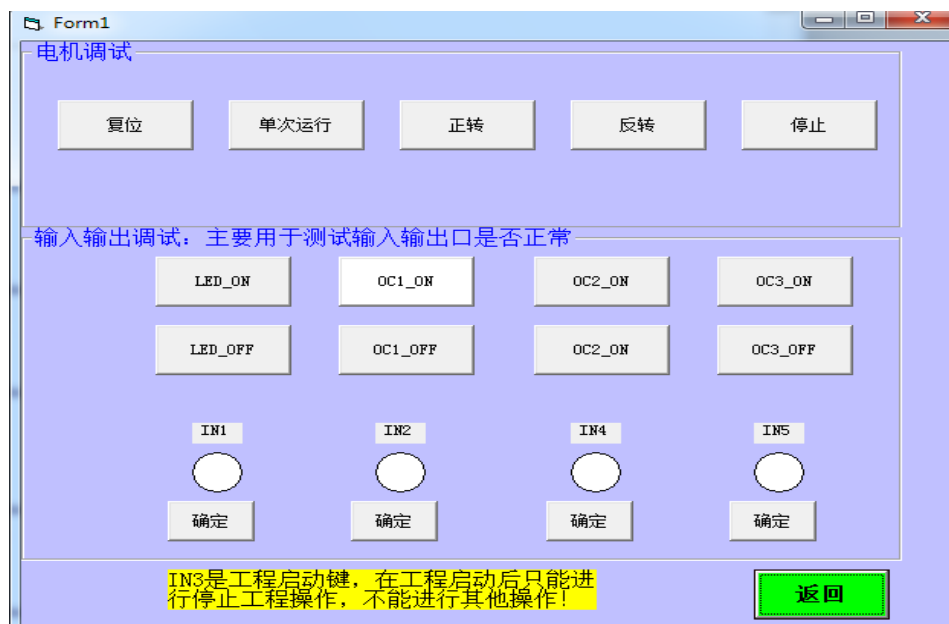 Form1
电机调试
复位 单次运行 正转 反转 停止
输入输出调试：主要用于测试输入输出口是否正常
LED_ON OC1_ON OC2_ON OC3_ON
LED_OFF OC1_OFF OC2_ON OC3_OFF
IN1 IN2 IN4 IN5
确定 确定 确定 确定
IN3是工程启动键，在工程启动后只能进
行停止工程操作，不能进行其他操作！
返回